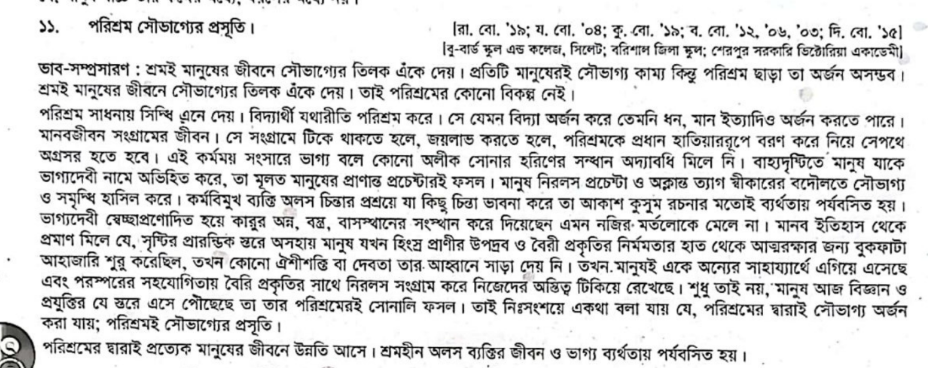 ১১. পরিশ্রম সৌভাগ্যের প্রসূতি। [রা. বো. '১৯; য. বো. '০৪; কু. বো. '১৯; ব. বো. '১২, '০৬, '০৩; দি. বো. '১৫]
[বু-বার্ড স্কুল এন্ড কলেজ, সিলেট; বরিশাল জিলা স্কুল; শেরপুর সরকারি ভিক্টোরিয়া একাডেমী]
ভাব-সম্প্রসারণ : শ্রমই মানুষের জীবনে সৌভাগ্যের তিলক এঁকে দেয়। প্রতিটি মানুষেরই সৌভাগ্য কাম্য কিন্তু পরিশ্রম ছাড়া তা অর্জন অসম্ভব।
শ্রমই মানুষের জীবনে সৌভাগ্যের তিলক এঁকে দেয়। তাই পরিশ্রমের কোনো বিকল্প নেই।
পরিশ্রম সাধনায় সিদ্ধি এনে দেয়। বিদ্যার্থী যথারীতি পরিশ্রম করে। সে যেমন বিদ্যা অর্জন করে তেমনি ধন, মান ইত্যাদিও অর্জন করতে পারে।
মানবজীবন সংগ্রামের জীবন। সে সংগ্রামে টিকে থাকতে হলে, জয়লাভ করতে হলে, পরিশ্রমকে প্রধান হাতিয়াররূপে বরণ করে নিয়ে সেপথে
অগ্রসর হতে হবে। এই কর্মময় সংসারে ভাগ্য বলে কোনো অলীক সোনার হরিণের সন্ধান অদ্যাবধি মিলে নি। বাহ্যদৃষ্টিতে মানুষ যাকে
ভাগ্যদেবী নামে অভিহিত করে, তা মূলত মানুষের প্রাণান্ত প্রচেষ্টারই ফসল। মানুষ নিরলস প্রচেষ্টা ও অক্লান্ত ত্যাগ স্বীকারের বদৌলতে সৌভাগ্য
ও সমৃদ্ধি হাসিল করে। কর্মবিমুখ ব্যক্তি অলস চিন্তার প্রশ্রয়ে যা কিছু চিন্তা ভাবনা করে তা আকাশ কুসুম রচনার মতোই ব্যর্থতায় পর্যবসিত হয়।
ভাগ্যদেবী স্বেচ্ছাপ্রণোদিত হয়ে কারুর অন্ন, বস্ত্র, বাসস্থানের সংস্থান করে দিয়েছেন এমন নজির মর্তলোকে মেলে না। মানব ইতিহাস থেকে
প্রমাণ মিলে যে, সৃষ্টির প্রারম্ভিক স্তরে অসহায় মানুষ যখন হিংস্র প্রাণীর উপদ্রব ও বৈরী প্রকৃতির নির্মমতার হাত থেকে আত্মরক্ষার জন্য বুকফাটা
আহাজারি শুরু করেছিল, তখন কোনো ঐশীশক্তি বা দেবতা তার আহ্বানে সাড়া দেয় নি। তখন মানুষই একে অন্যের সাহায্যার্থে এগিয়ে এসেছে
এবং পরস্পরের সহযোগিতায় বৈরি প্রকৃতির সাথে নিরলস সংগ্রাম করে নিজেদের অস্তিত্ব টিকিয়ে রেখেছে। শুধু তাই নয়, মানুষ আজ বিজ্ঞান ও
প্রযুক্তির যে স্তরে এসে পৌঁছেছে তা তার পরিশ্রমেরই সোনালি ফসল। তাই নিঃসংশয়ে একথা বলা যায় যে, পরিশ্রমের দ্বারাই সৌভাগ্য অর্জন
করা যায়; পরিশ্রমই সৌভাগ্যের প্রসূতি।
পরিশ্রমের দ্বারাই প্রত্যেক মানুষের জীবনে উন্নতি আসে। শ্রমহীন অলস ব্যক্তির জীবন ও ভাগ্য ব্যর্থতায় পর্যবসিত হয়।